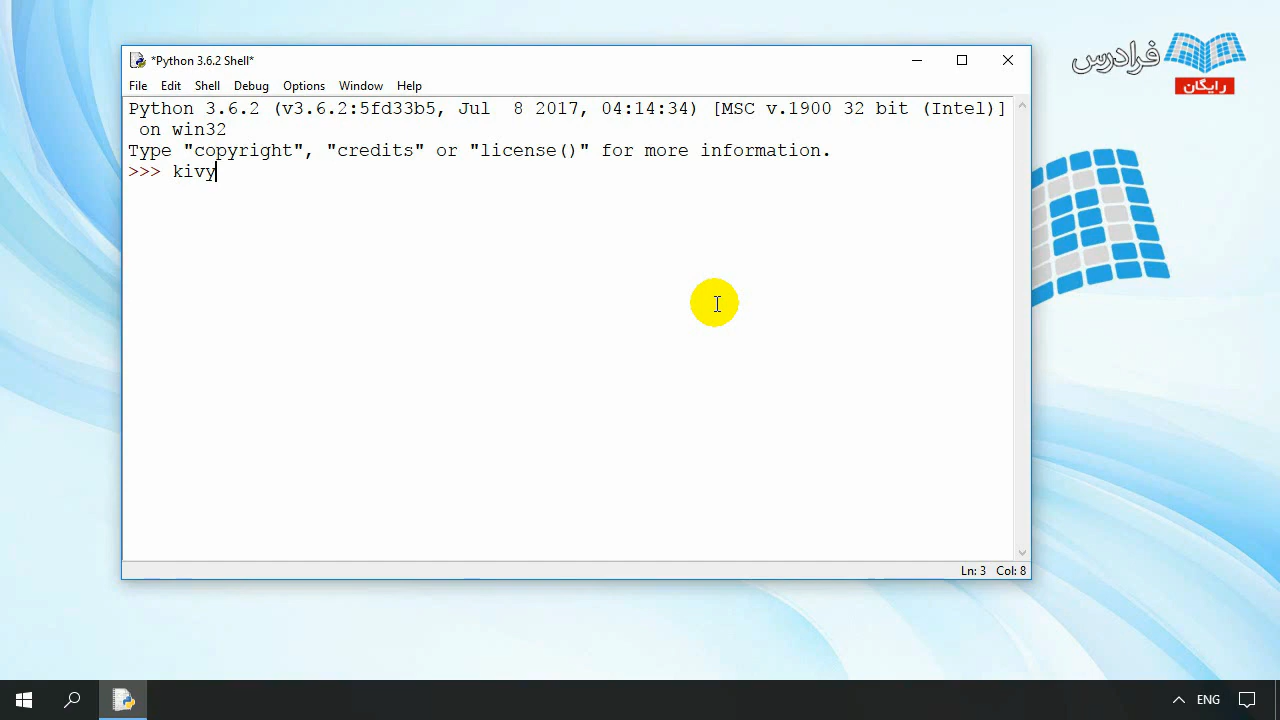 *Python 3.6.2 Shell*
File Edit Shell Debug Options Window Help
Python 3.6.2 (v3.6.2:5fd33b5, Jul  8 2017, 04:14:34) [MSC v.1900 32 bit (Intel)]
on win32
Type "copyright", "credits" or "license()" for more information.
>>> kivy
Ln: 3 Col: 8
فرادرس
رایگان
ENG